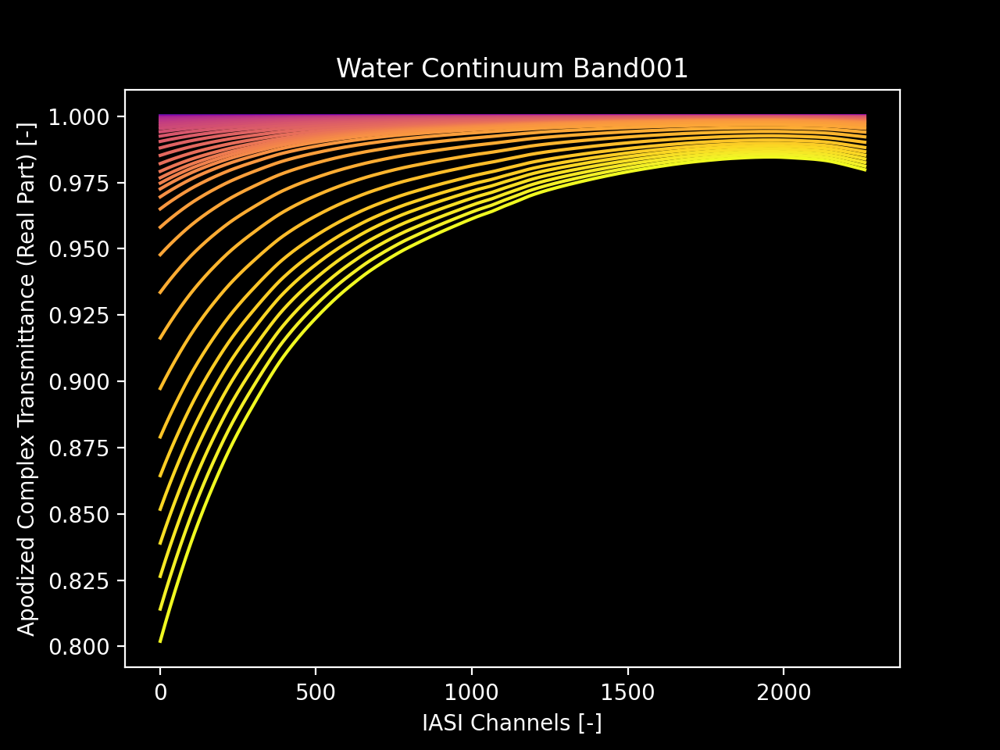 Water Continuum Band001
Apodized Complex Transmittance (Real Part) [-]
1.000
0.975
0.950
0.925
0.900
0.875
0.850
0.825
0.800
0 500 1000 1500 2000
IASI Channels [-]